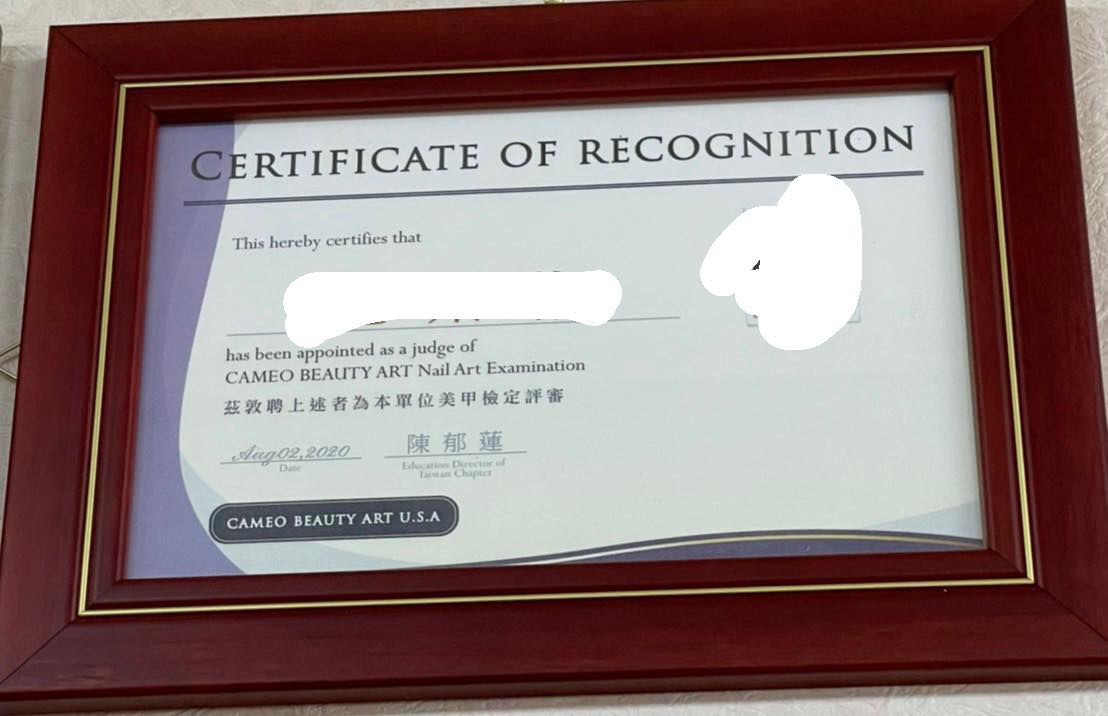 CERTIFICATE OF RECOGNITION
This hereby certifies that
has been appointed as a judge of
CAMEO BEAUTY ART Nail Art Examination
茲敦聘上述者為本單位美甲檢定評審
Aug02,2020
Date
陳郁蓮
Education Director of
Taiwan Chapter
CAMEO BEAUTY ART U.S.A